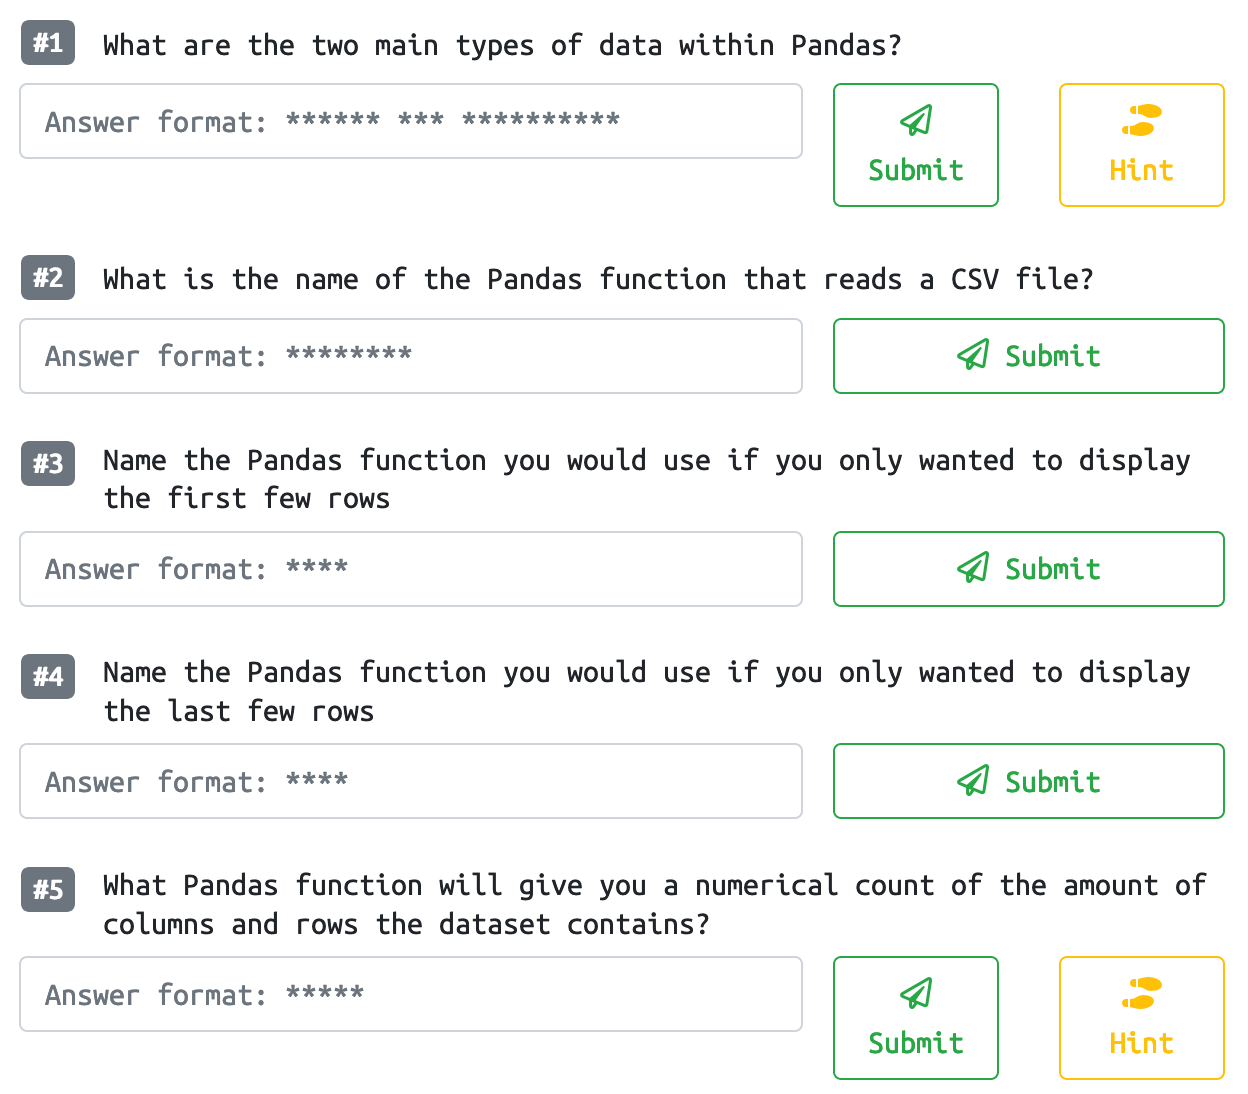 #1 What are the two main types of data within Pandas?
Answer format: ****** *** **********
Submit
Hint
#2 What is the name of the Pandas function that reads a CSV file?
Answer format: ********
Submit
#3 Name the Pandas function you would use if you only wanted to display
the first few rows
Answer format: ****
Submit
#4 Name the Pandas function you would use if you only wanted to display
the last few rows
Answer format: ****
Submit
#5 What Pandas function will give you a numerical count of the amount of
columns and rows the dataset contains?
Answer format: *****
Submit
Hint